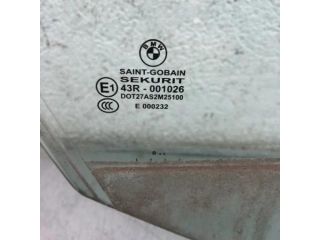 BMW
SAINT-GOBAIN
SEKURIT
E1 43R - 001026
DOT27AS2M25100
CCC
E 000232